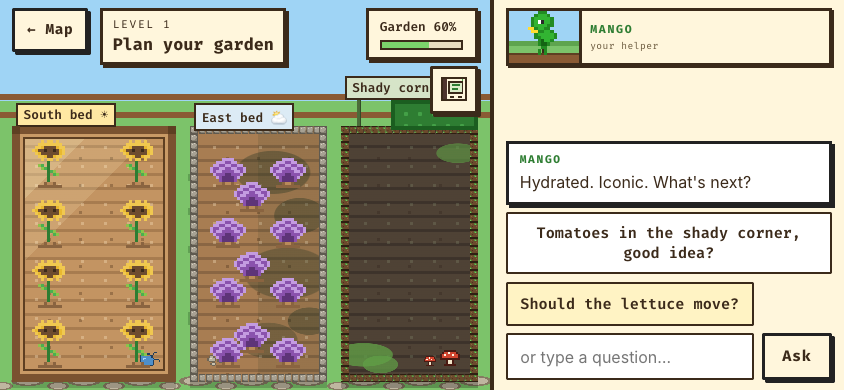 ← Map
LEVEL 1
Plan your garden
Garden 60%
Shady corn
South bed ☀
East bed ⛅
MANGO
your helper
MANGO
Hydrated. Iconic. What's next?
Tomatoes in the shady corner,
good idea?
Should the lettuce move?
or type a question...
Ask